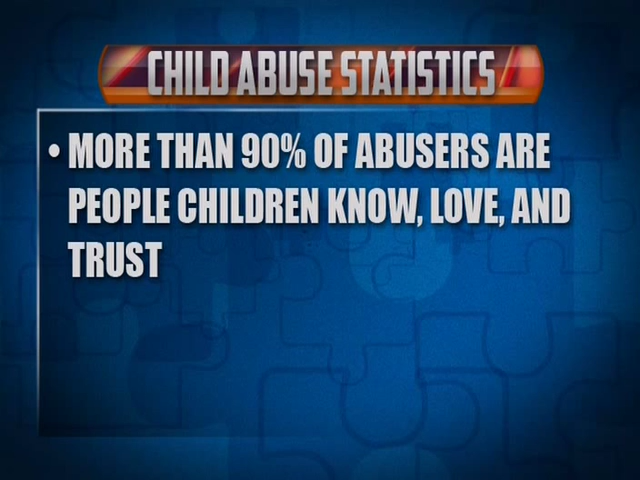 CHILD ABUSE STATISTICS
• MORE THAN 90% OF ABUSERS ARE
PEOPLE CHILDREN KNOW, LOVE, AND
TRUST